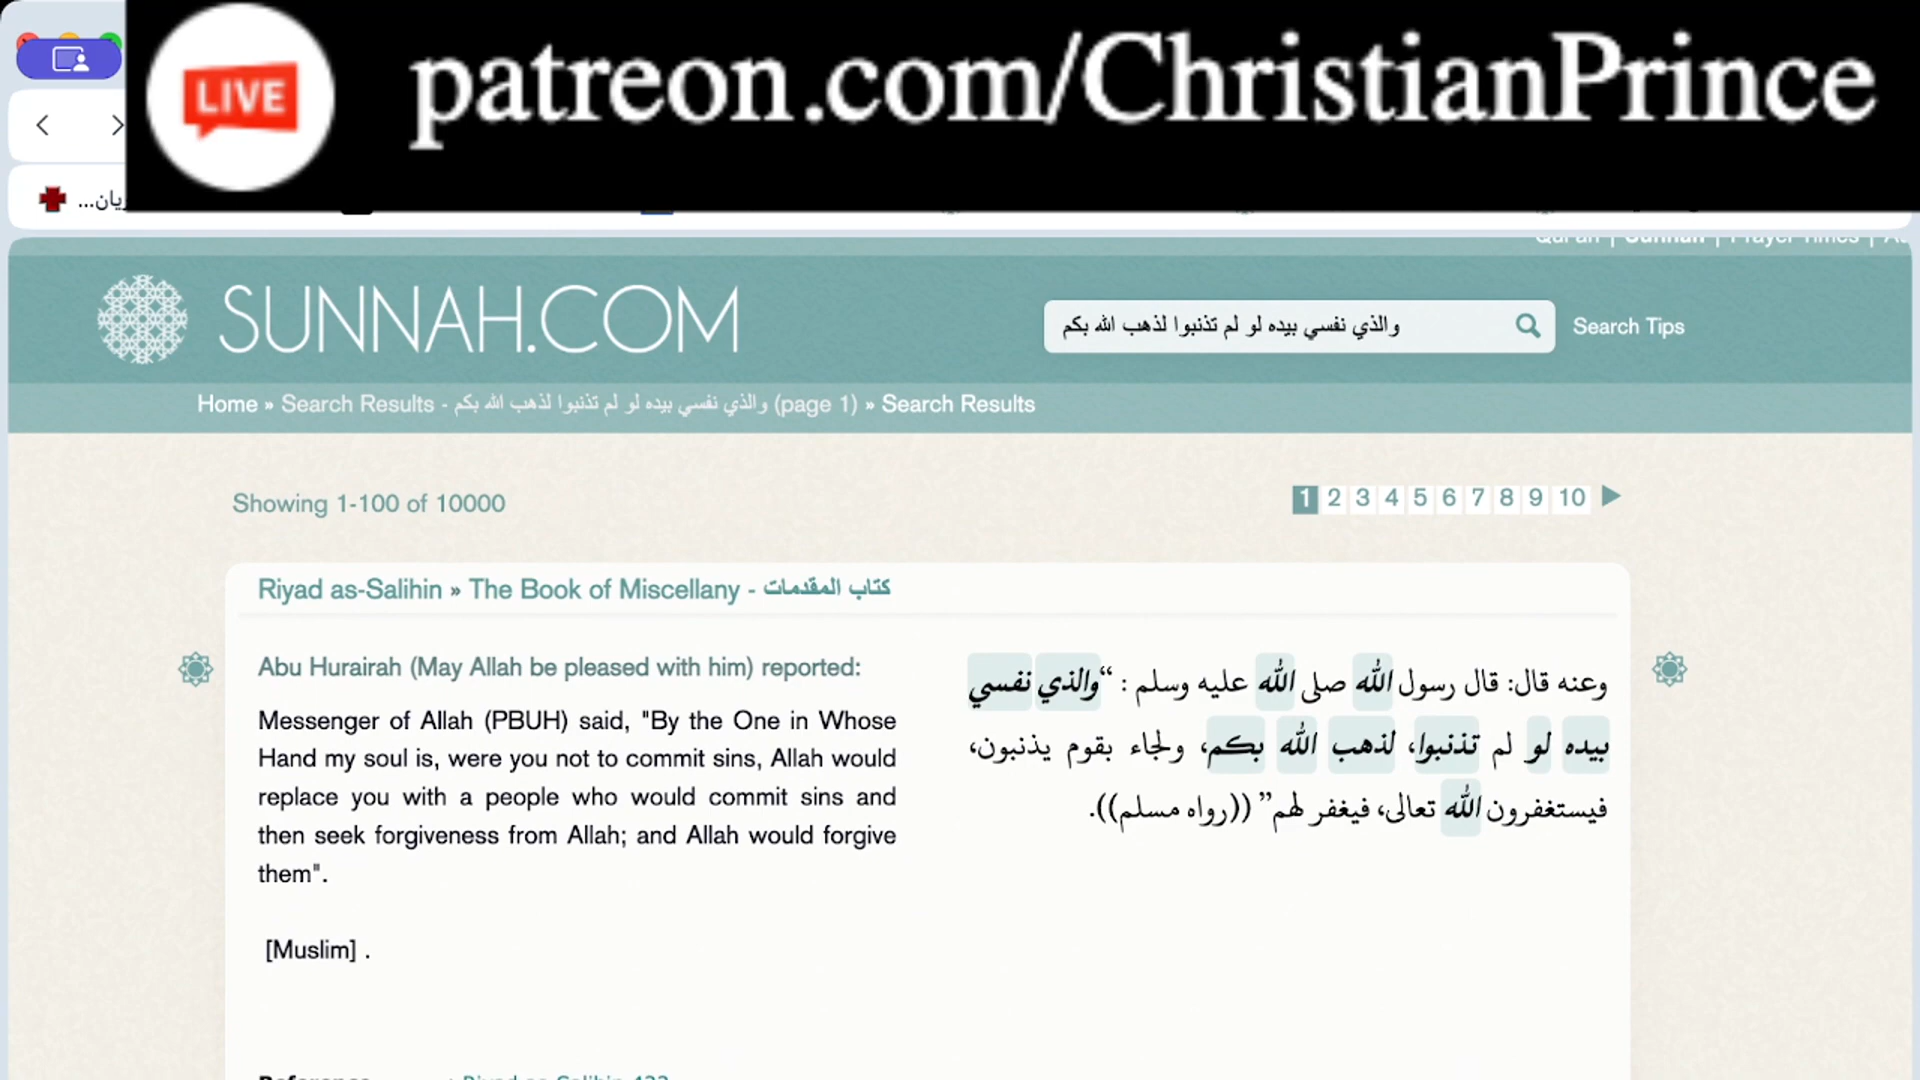 LIVE
patreon.com/ChristianPrince
SUNNAH.COM
والذي نفسي بيده لو لم تذنبوا لذهب الله بكم
Search Tips
Home » Search Results - والذي نفسي بيده لو لم تذنبوا لذهب الله بكم (page 1) » Search Results
Showing 1-100 of 10000
1 2 3 4 5 6 7 8 9 10
Riyad as-Salihin » The Book of Miscellany - كتاب المقدمات
Abu Hurairah (May Allah be pleased with him) reported:
Messenger of Allah (PBUH) said, "By the One in Whose
Hand my soul is, were you not to commit sins, Allah would
replace you with a people who would commit sins and
then seek forgiveness from Allah; and Allah would forgive
them".
[Muslim] .
وعنه قال: قال رسول الله صلى الله عليه وسلم : “والذي نفسي
بيده لو لم تذنبوا، لذهب الله بكم، ولجاء بقوم يذنبون،
فيستغفرون الله تعالى، فيغفر لهم” ((رواه مسلم)).